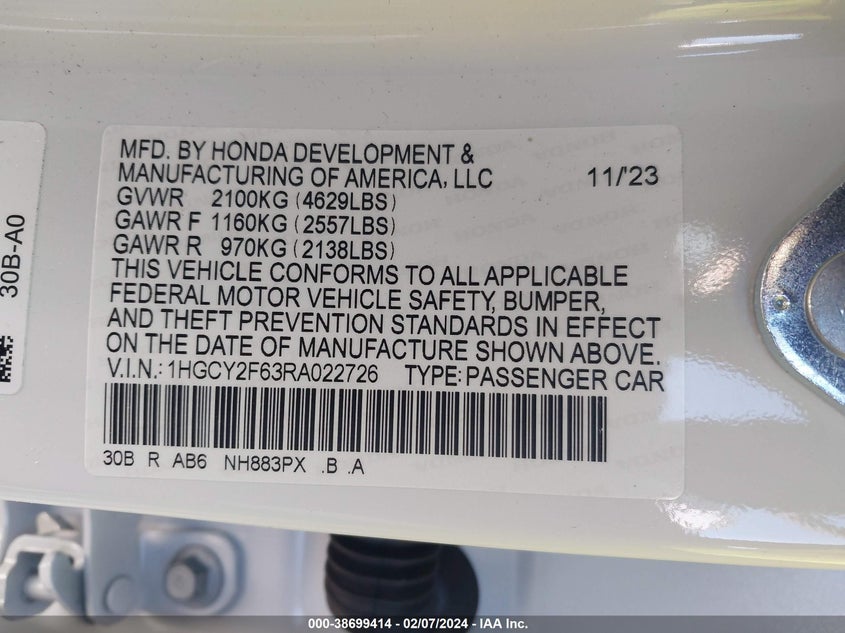 MFD. BY HONDA DEVELOPMENT &
MANUFACTURING OF AMERICA, LLC 11/'23
GVWR 2100KG (4629LBS)
GAWR F 1160KG (2557LBS)
GAWR R 970KG (2138LBS)
THIS VEHICLE CONFORMS TO ALL APPLICABLE
FEDERAL MOTOR VEHICLE SAFETY, BUMPER,
AND THEFT PREVENTION STANDARDS IN EFFECT
ON THE DATE OF MANUFACTURE SHOWN ABOVE.
V.I.N.: 1HGCY2F63RA022726 TYPE: PASSENGER CAR
30B R AB6 NH883PX .B .A
30B-A0
000-38699414 - 02/07/2024 - IAA Inc.